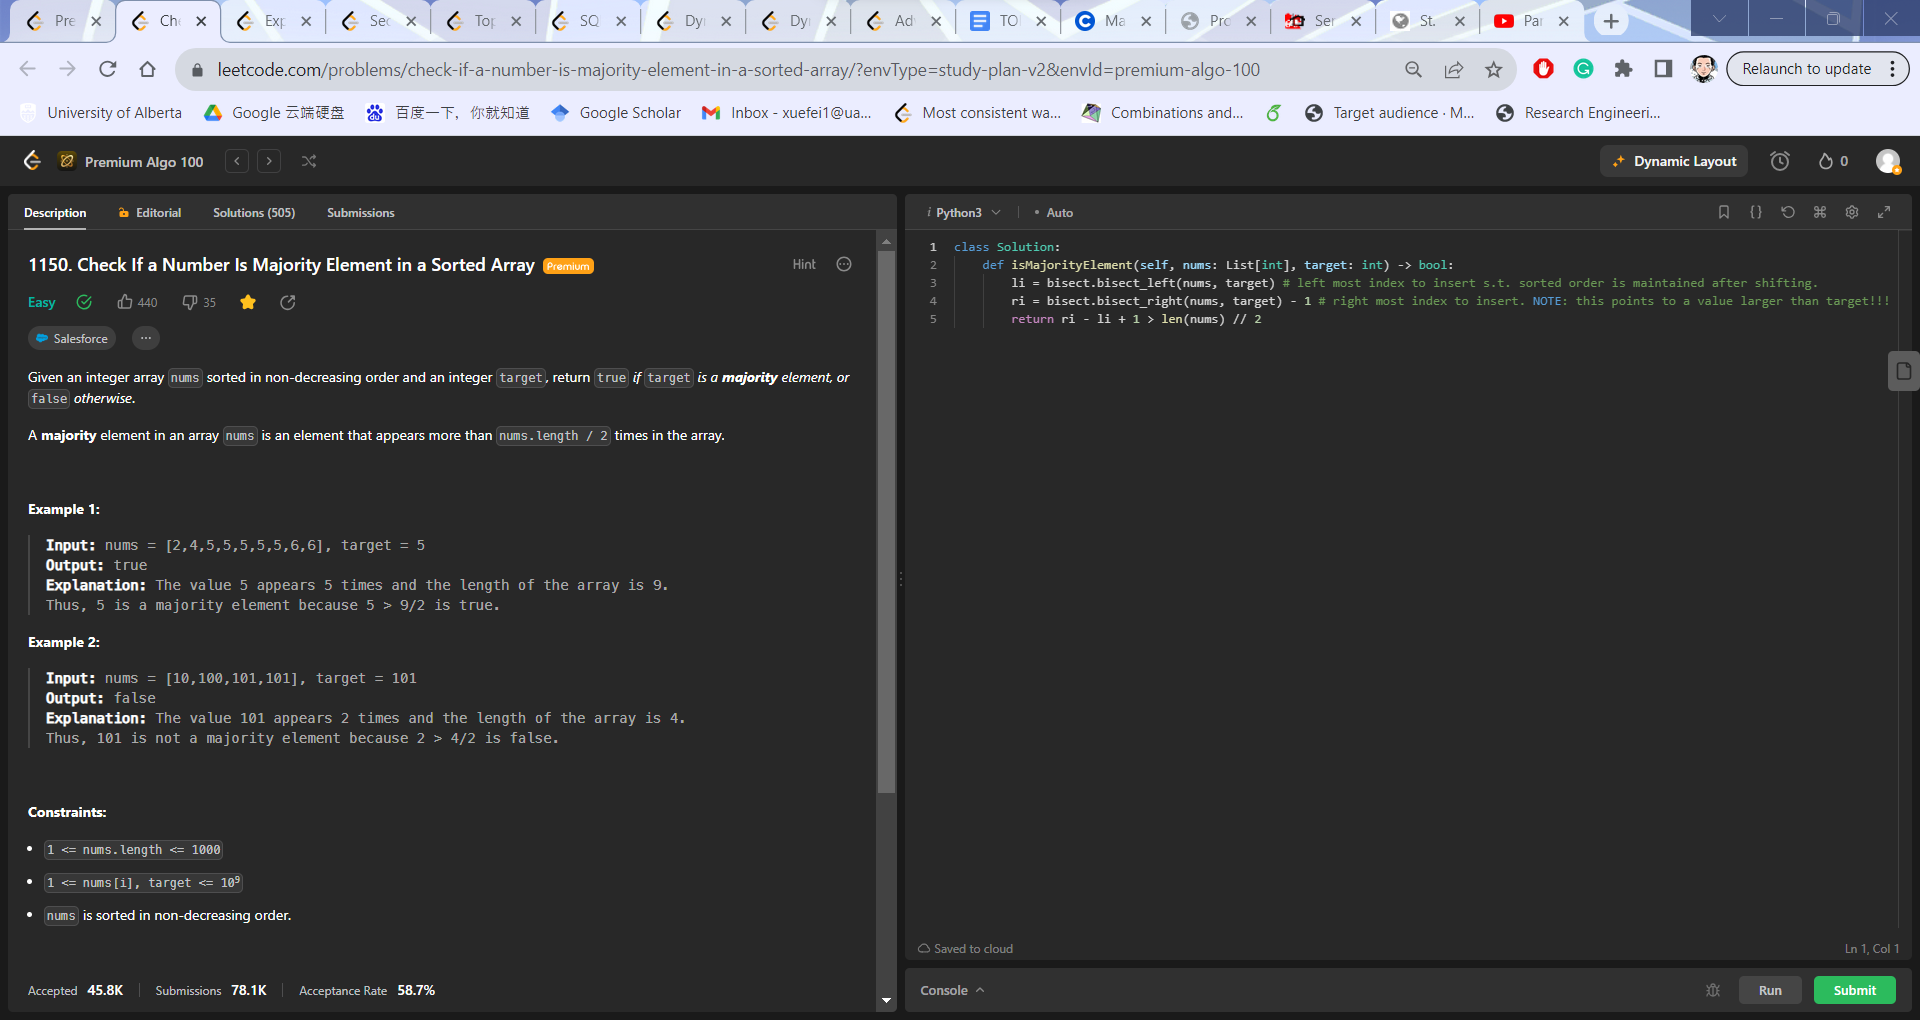 Pre
Ch
Exp
Sec
Top
SQ
Dy
Dy
Ad
TO
Ma
Pro
Ser
St.
Par
leetcode.com/problems/check-if-a-number-is-majority-element-in-a-sorted-array/?envType=study-plan-v2&envId=premium-algo-100
Relaunch to update
University of Alberta
Google 云端硬盘
百度一下，你就知道
Google Scholar
Inbox - xuefei1@ua...
Most consistent wa...
Combinations and...
Target audience · M...
Research Engineeri...
Premium Algo 100
Dynamic Layout
0
Description
Editorial
Solutions (505)
Submissions
1150. Check If a Number Is Majority Element in a Sorted Array Premium
Hint
Easy
440
35
Salesforce
Given an integer array nums sorted in non-decreasing order and an integer target, return true if target is a majority element, or
false otherwise.
A majority element in an array nums is an element that appears more than nums.length / 2 times in the array.
Example 1:
Input: nums = [2,4,5,5,5,5,5,6,6], target = 5
Output: true
Explanation: The value 5 appears 5 times and the length of the array is 9.
Thus, 5 is a majority element because 5 > 9/2 is true.
Example 2:
Input: nums = [10,100,101,101], target = 101
Output: false
Explanation: The value 101 appears 2 times and the length of the array is 4.
Thus, 101 is not a majority element because 2 > 4/2 is false.
Constraints:
1 <= nums.length <= 1000
1 <= nums[i], target <= 10⁹
nums is sorted in non-decreasing order.
Accepted 45.8K
Submissions 78.1K
Acceptance Rate 58.7%
i Python3
• Auto
1 class Solution:
2 def isMajorityElement(self, nums: List[int], target: int) -> bool:
3 li = bisect.bisect_left(nums, target) # left most index to insert s.t. sorted order is maintained after shifting.
4 ri = bisect.bisect_right(nums, target) - 1 # right most index to insert. NOTE: this points to a value larger than target!!!
5 return ri - li + 1 > len(nums) // 2
Saved to cloud
Ln 1, Col 1
Console
Run
Submit